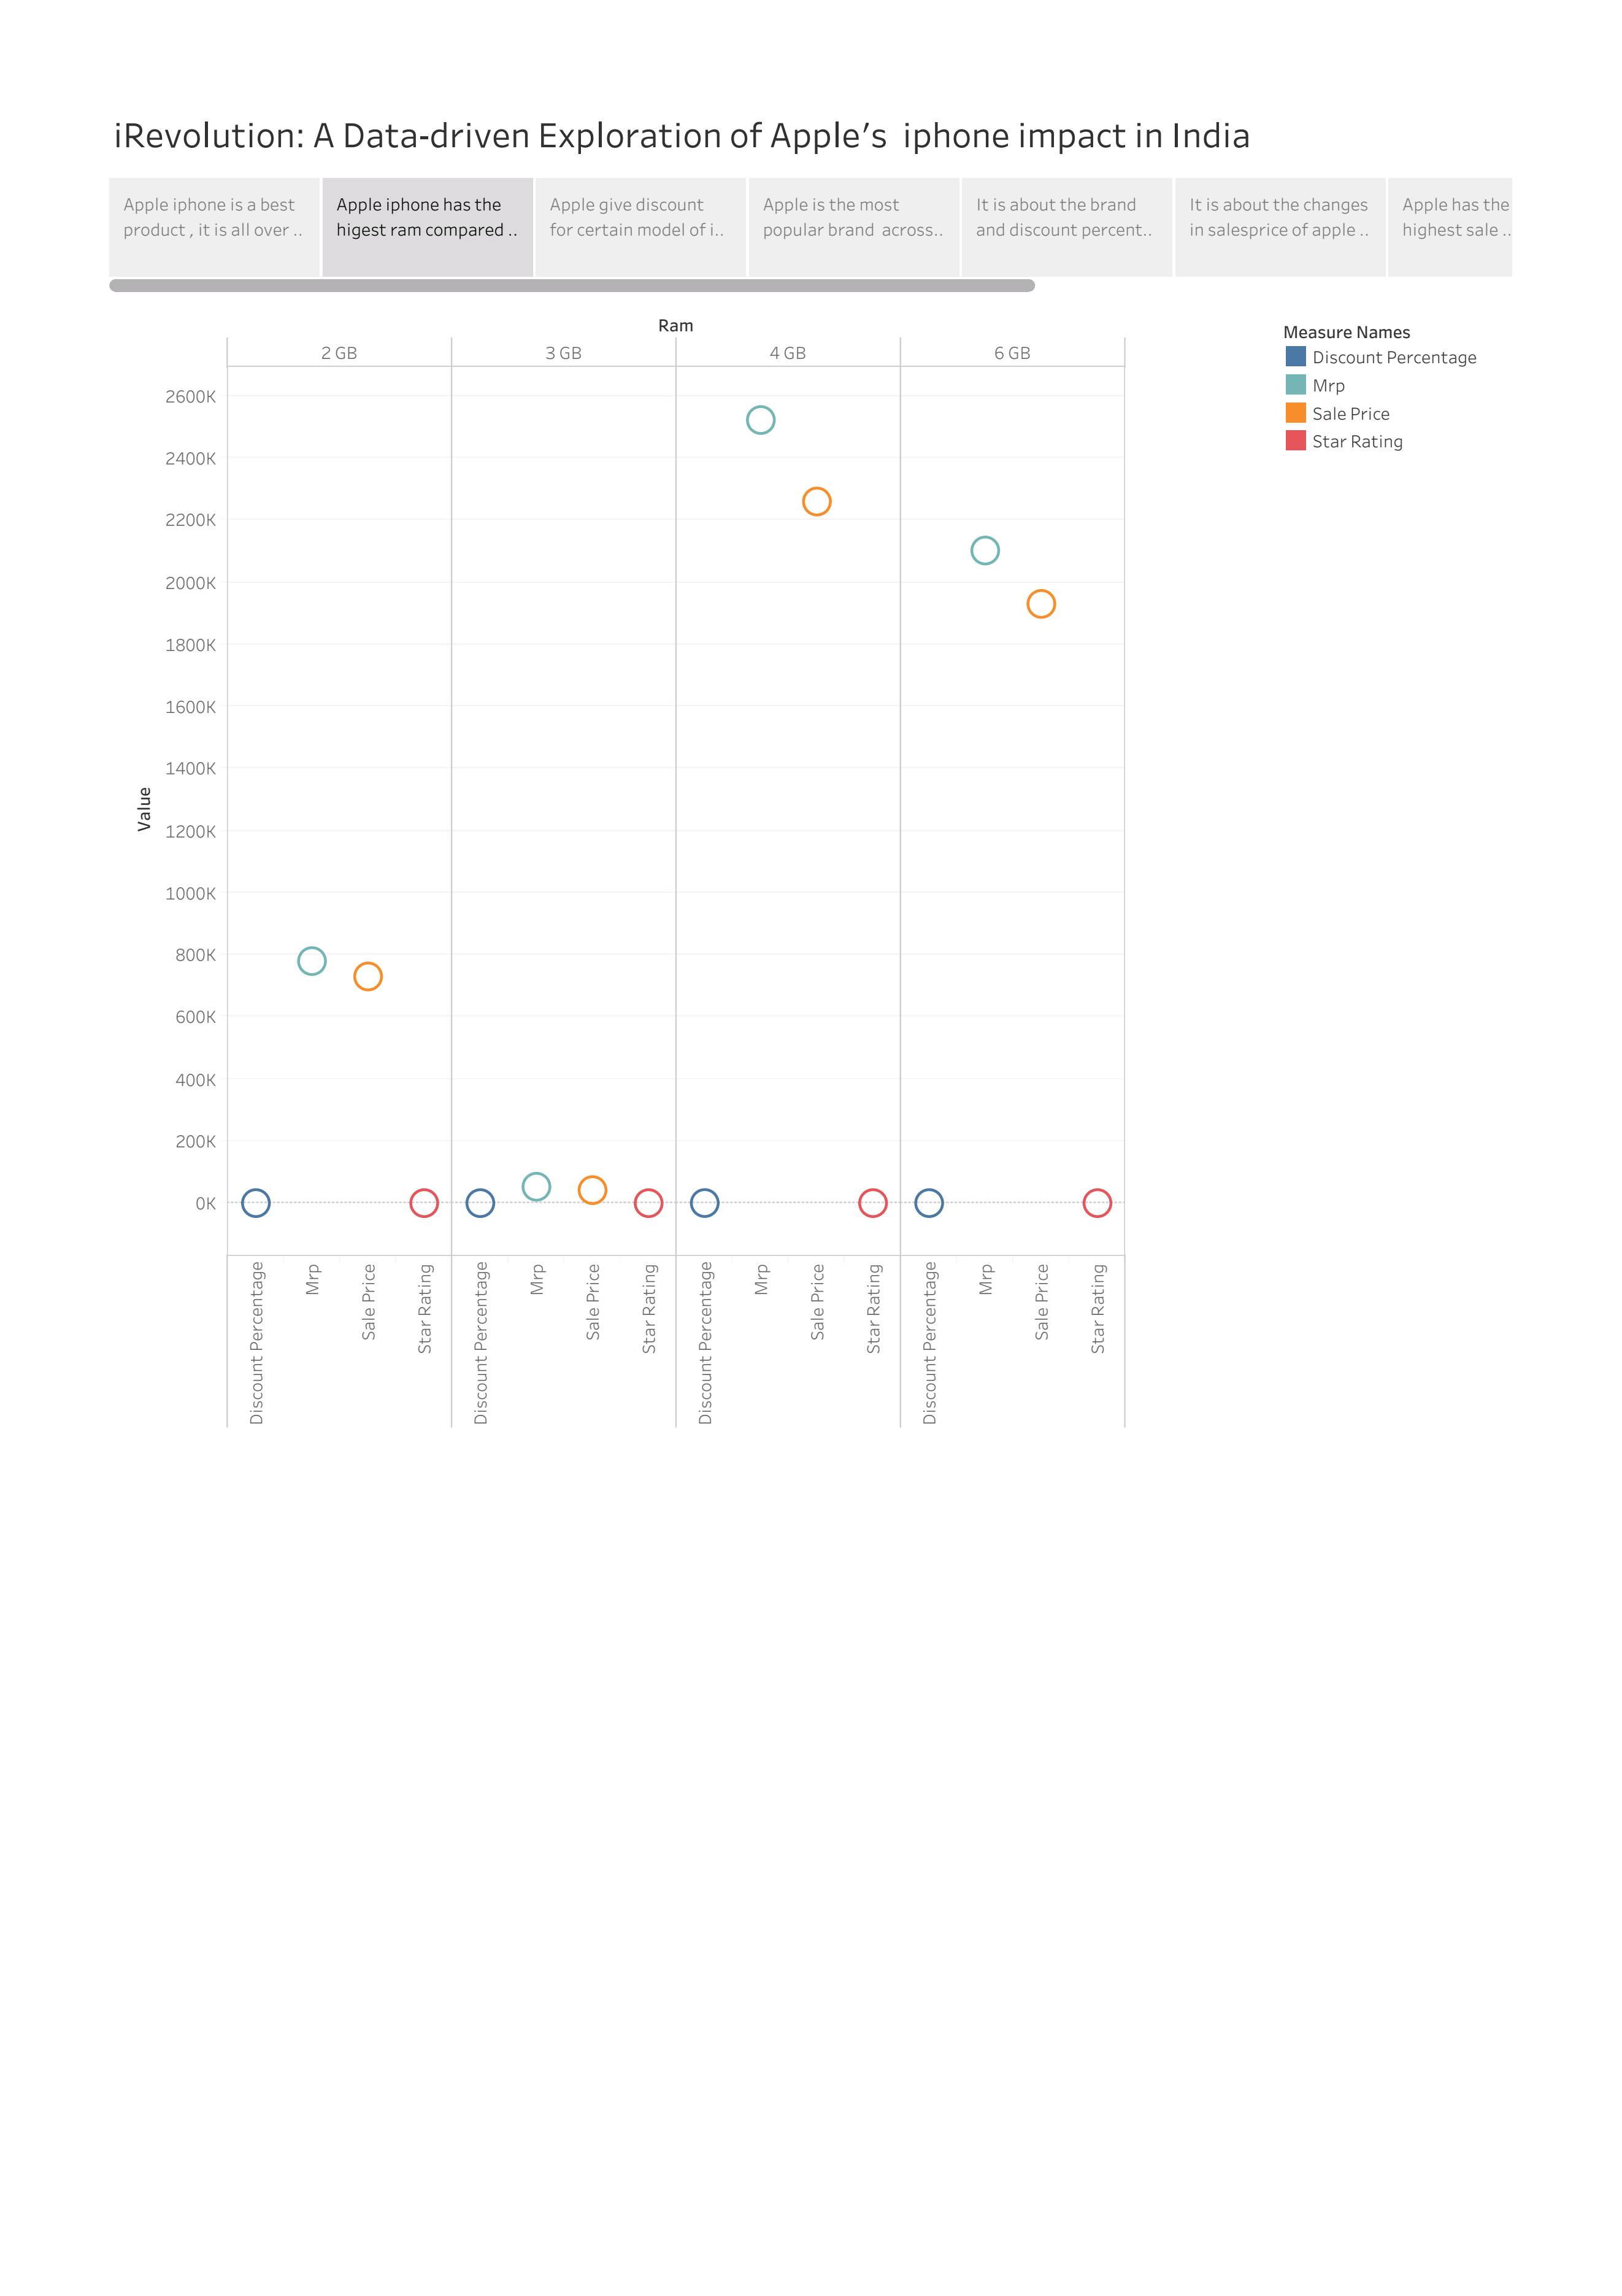 iRevolution: A Data-driven Exploration of Apple’s  iphone impact in India
Apple iphone is a best
product , it is all over ..
Apple iphone has the
higest ram compared ..
Apple give discount
for certain model of i..
Apple is the most
popular brand  across..
It is about the brand
and discount percent..
It is about the changes
in salesprice of apple ..
Apple has the
highest sale ..
Ram
2 GB
3 GB
4 GB
6 GB
2600K
2400K
2200K
2000K
1800K
1600K
1400K
1200K
1000K
800K
600K
400K
200K
0K
Value
Discount Percentage
Mrp
Sale Price
Star Rating
Discount Percentage
Mrp
Sale Price
Star Rating
Discount Percentage
Mrp
Sale Price
Star Rating
Discount Percentage
Mrp
Sale Price
Star Rating
Measure Names
Discount Percentage
Mrp
Sale Price
Star Rating